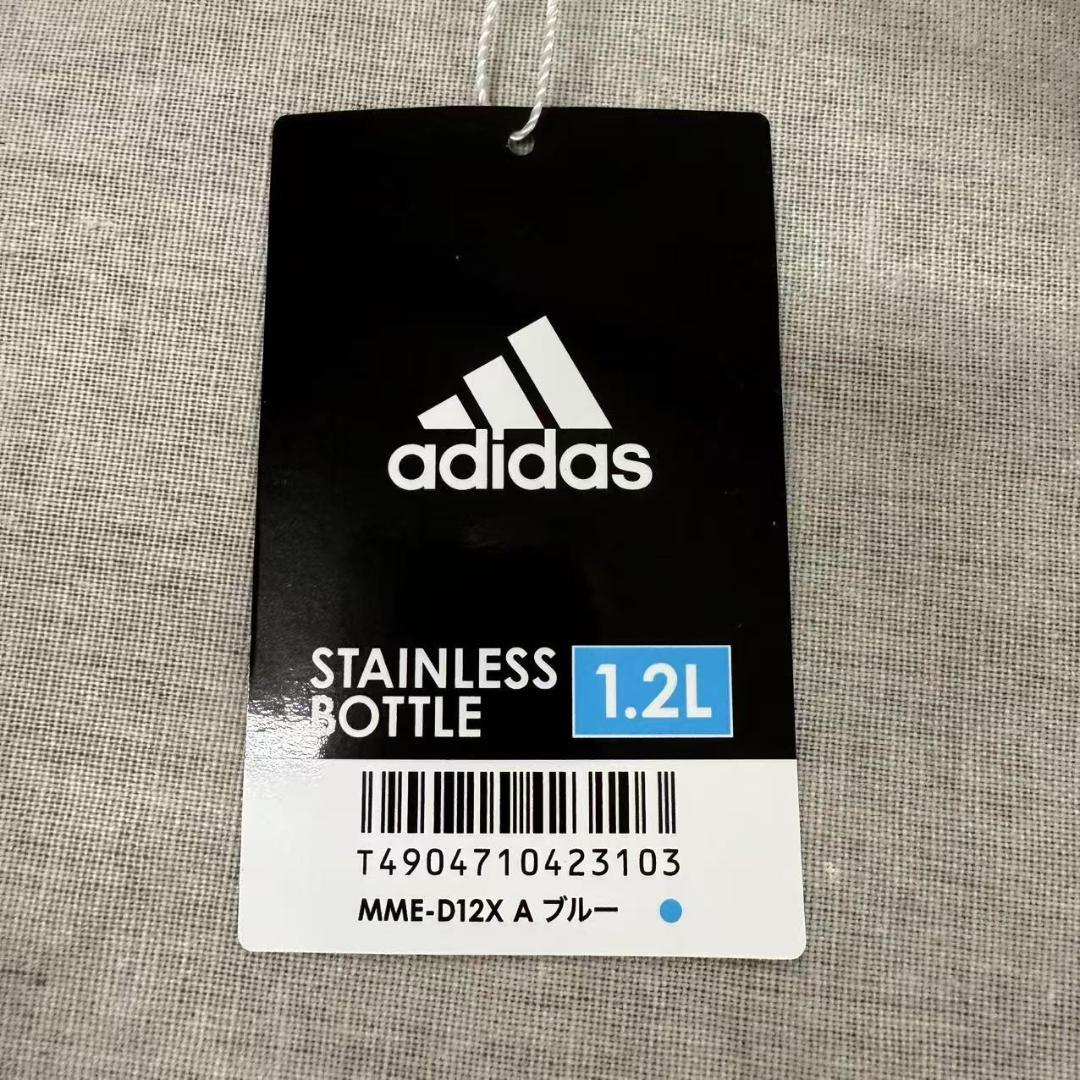 adidas
STAINLESS
BOTTLE
1.2L
T4904710423103
MME-D12X A ブルー